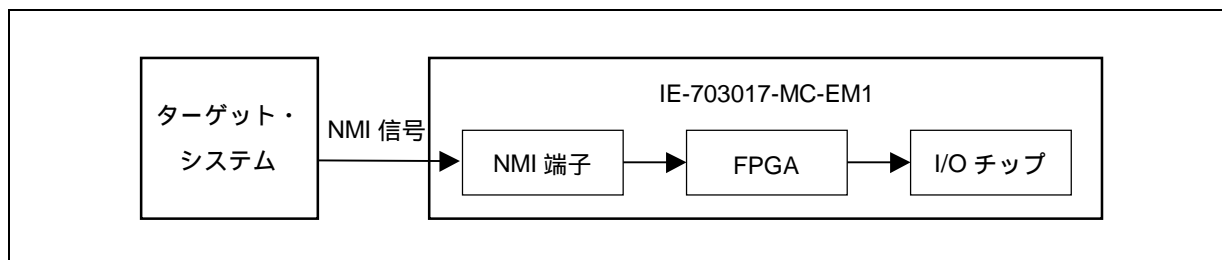 IE-703017-MC-EM1
ターゲット・
システム
NMI 信号
NMI 端子
FPGA
I/O チップ